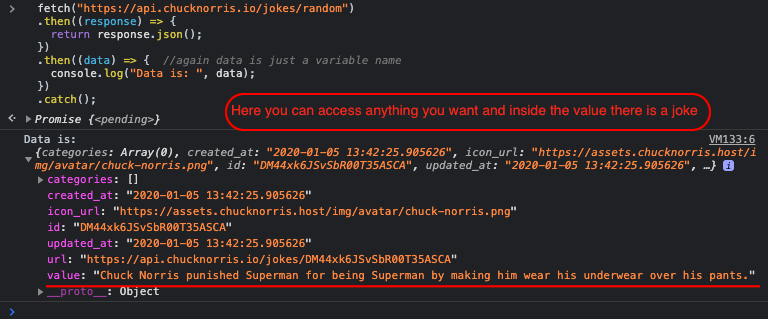 fetch("https://api.chucknorris.io/jokes/random")
.then((response) => {
return response.json();
})
.then((data) => {  //again data is just a variable name
console.log("Data is: ", data);
})
.catch();
Promise {<pending>}
Here you can access anything you want and inside the value there is a joke
Data is: VM133:6
{categories: Array(0), created_at: "2020-01-05 13:42:25.905626", icon_url: "https://assets.chucknorris.host/i
mg/avatar/chuck-norris.png", id: "DM44xk6JSvSbR00T35ASCA", updated_at: "2020-01-05 13:42:25.905626", …}
categories: []
created_at: "2020-01-05 13:42:25.905626"
icon_url: "https://assets.chucknorris.host/img/avatar/chuck-norris.png"
id: "DM44xk6JSvSbR00T35ASCA"
updated_at: "2020-01-05 13:42:25.905626"
url: "https://api.chucknorris.io/jokes/DM44xk6JSvSbR00T35ASCA"
value: "Chuck Norris punished Superman for being Superman by making him wear his underwear over his pants."
__proto__: Object